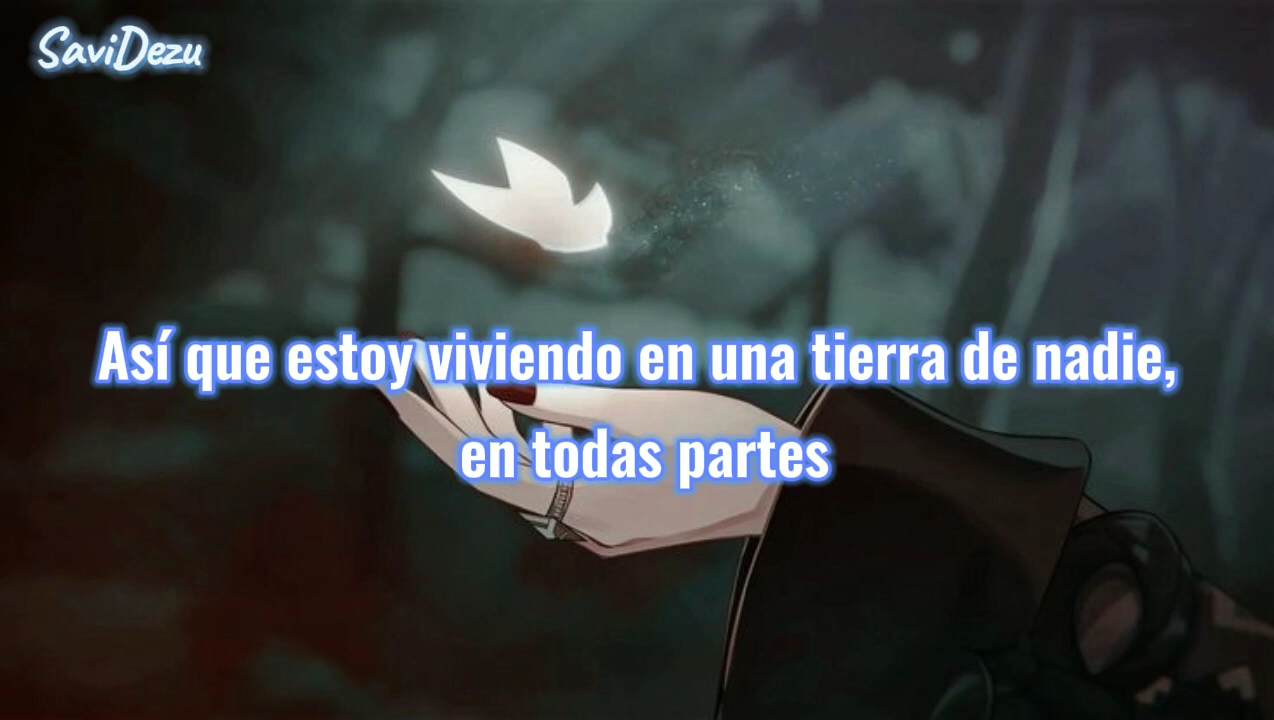 SaviDezu
Así que estoy viviendo en una tierra de nadie,
en todas partes